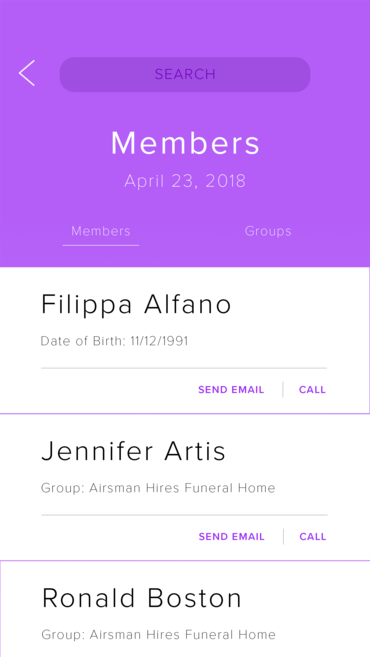 SEARCH
Members
April 23, 2018
Members Groups
Filippa Alfano
Date of Birth: 11/12/1991
SEND EMAIL CALL
Jennifer Artis
Group: Airsman Hires Funeral Home
SEND EMAIL CALL
Ronald Boston
Group: Airsman Hires Funeral Home